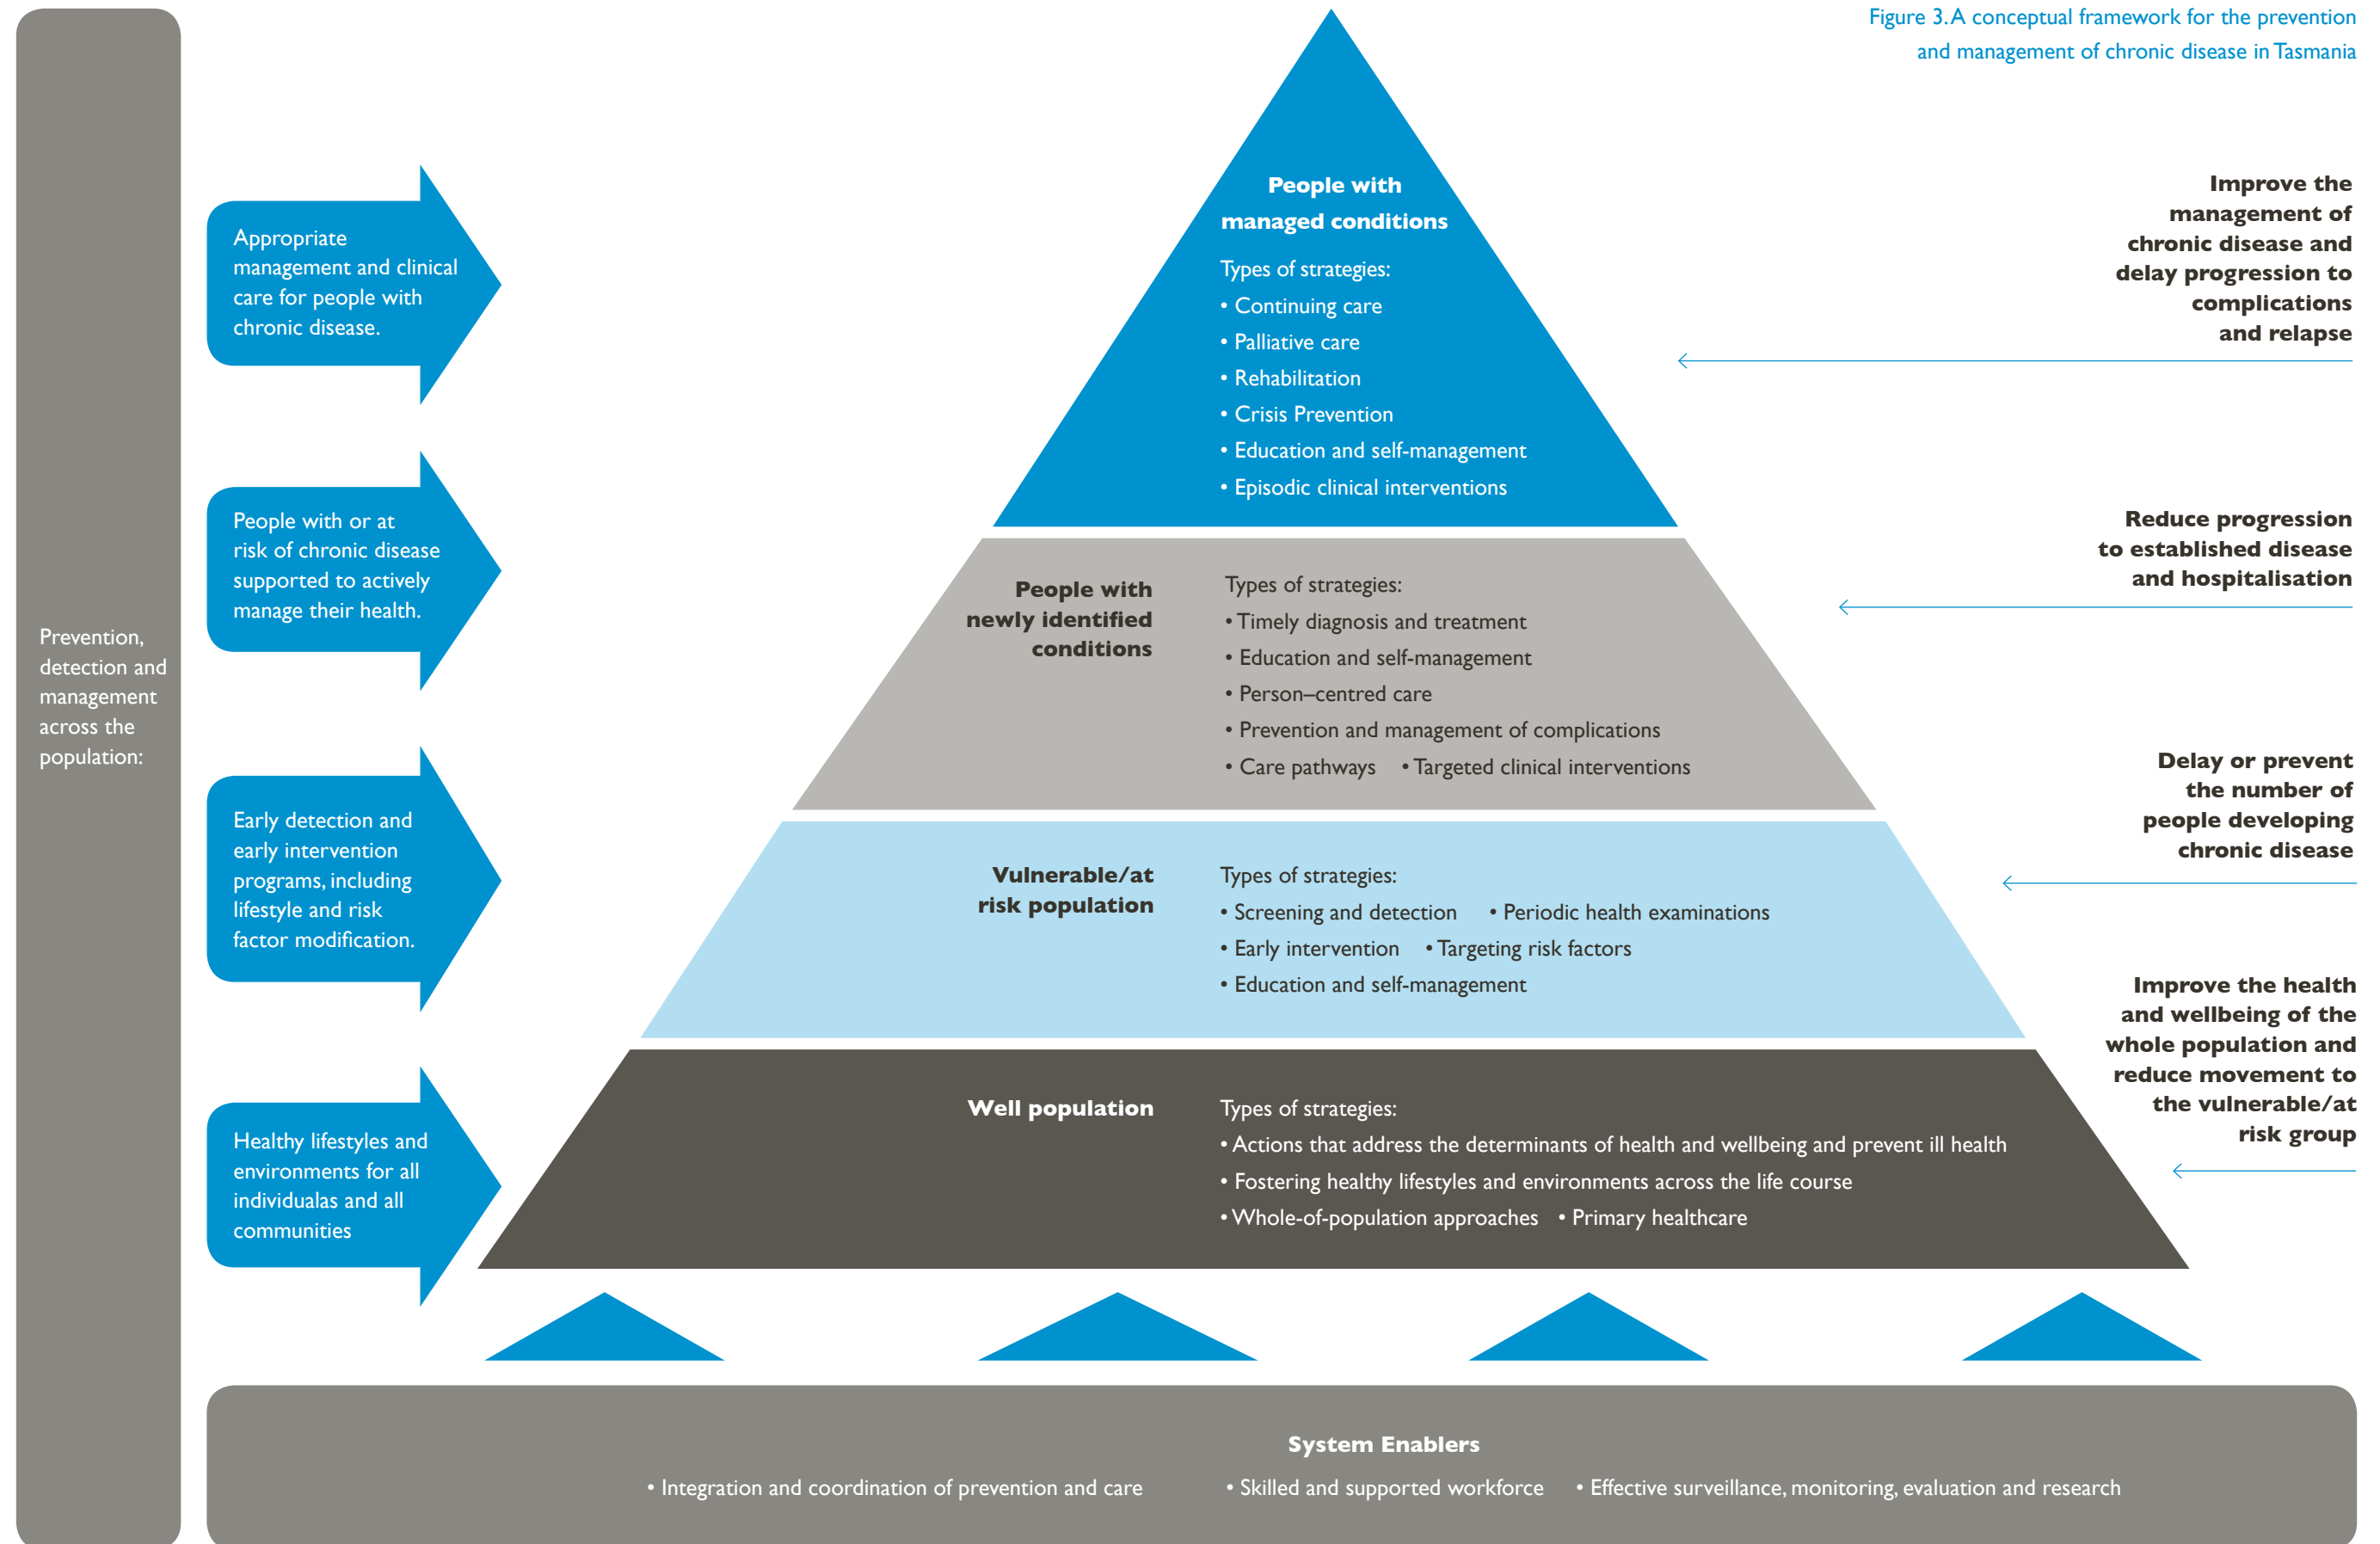 Figure 3. A conceptual framework for the prevention
and management of chronic disease in Tasmania
Prevention,
detection and
management
across the
population:
Appropriate
management and clinical
care for people with
chronic disease.
People with or at
risk of chronic disease
supported to actively
manage their health.
Early detection and
early intervention
programs, including
lifestyle and risk
factor modification.
Healthy lifestyles and
environments for all
individualas and all
communities
People with
managed conditions
Types of strategies:
• Continuing care
• Palliative care
• Rehabilitation
• Crisis Prevention
• Education and self-management
• Episodic clinical interventions
People with
newly identified
conditions
Types of strategies:
• Timely diagnosis and treatment
• Education and self-management
• Person–centred care
• Prevention and management of complications
• Care pathways • Targeted clinical interventions
Vulnerable/at
risk population
Types of strategies:
• Screening and detection • Periodic health examinations
• Early intervention • Targeting risk factors
• Education and self-management
Well population
Types of strategies:
• Actions that address the determinants of health and wellbeing and prevent ill health
• Fostering healthy lifestyles and environments across the life course
• Whole-of-population approaches • Primary healthcare
Improve the
management of
chronic disease and
delay progression to
complications
and relapse
Reduce progression
to established disease
and hospitalisation
Delay or prevent
the number of
people developing
chronic disease
Improve the health
and wellbeing of the
whole population and
reduce movement to
the vulnerable/at
risk group
System Enablers
• Integration and coordination of prevention and care • Skilled and supported workforce • Effective surveillance, monitoring, evaluation and research